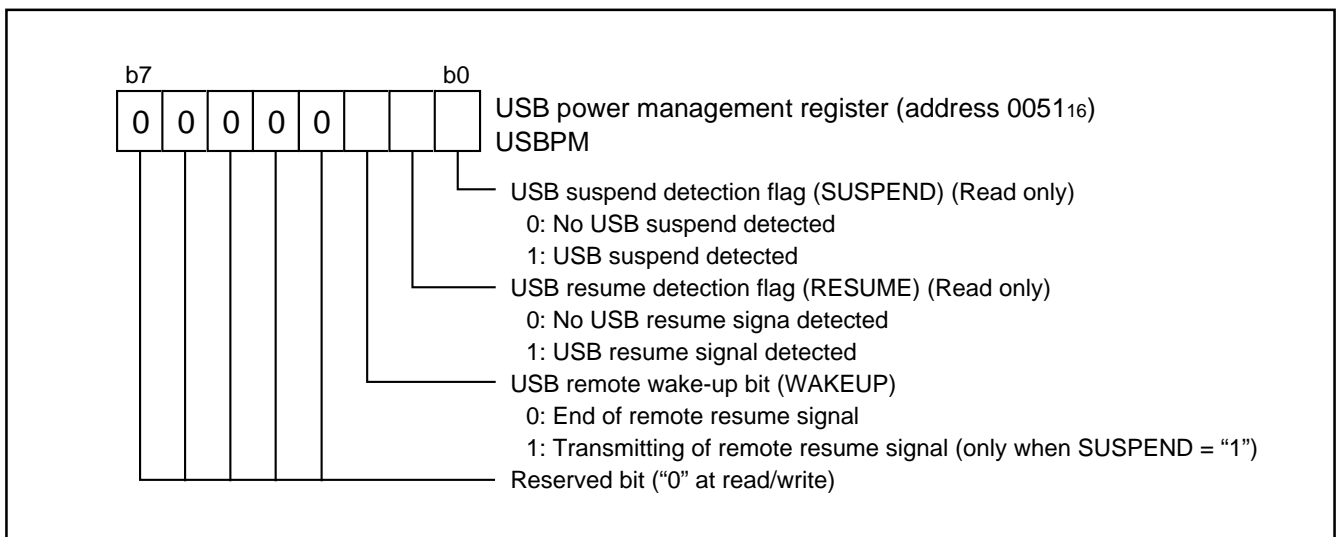 b7 b0
0 0 0 0 0
USB power management register (address 005116)
USBPM
USB suspend detection flag (SUSPEND) (Read only)
0: No USB suspend detected
1: USB suspend detected
USB resume detection flag (RESUME) (Read only)
0: No USB resume signa detected
1: USB resume signal detected
USB remote wake-up bit (WAKEUP)
0: End of remote resume signal
1: Transmitting of remote resume signal (only when SUSPEND = “1”)
Reserved bit (“0” at read/write)